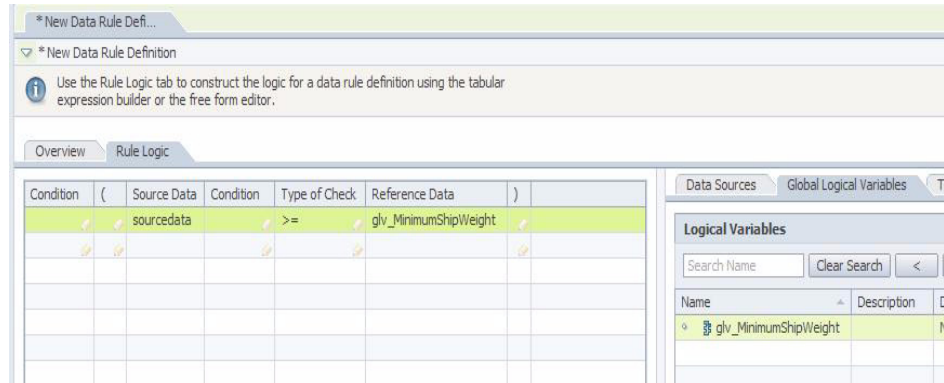 * New Data Rule Defi...
* New Data Rule Definition
Use the Rule Logic tab to construct the logic for a data rule definition using the tabular
expression builder or the free form editor.
Overview Rule Logic
Condition ( Source Data Condition Type of Check Reference Data )
sourcedata >= glv_MinimumShipWeight
Data Sources Global Logical Variables T
Logical Variables
Search Name Clear Search <
Name Description D
glv_MinimumShipWeight N